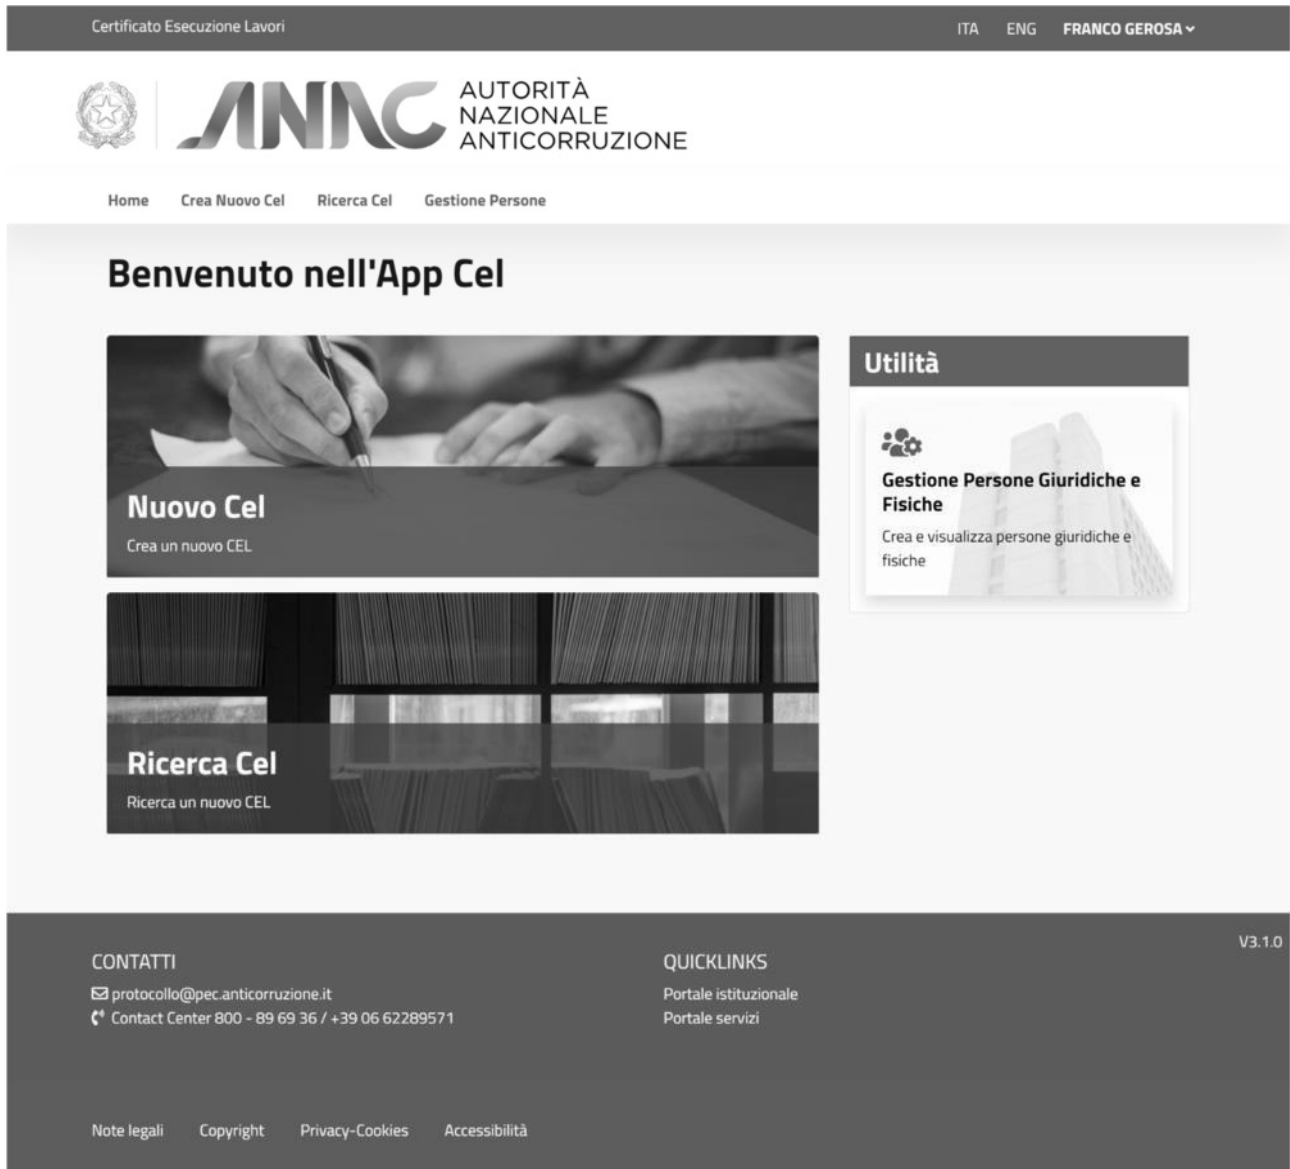 Certificato Esecuzione Lavori
ITA ENG FRANCO GEROSA
ANAC
AUTORITÀ
NAZIONALE
ANTICORRUZIONE
Home Crea Nuovo Cel Ricerca Cel Gestione Persone
Benvenuto nell'App Cel
Nuovo Cel
Crea un nuovo CEL
Ricerca Cel
Ricerca un nuovo CEL
Utilità
Gestione Persone Giuridiche e
Fisiche
Crea e visualizza persone giuridiche e
fisiche
V3.1.0
CONTATTI
protocollo@pec.anticorruzione.it
Contact Center 800 - 89 69 36 / +39 06 62289571
QUICKLINKS
Portale istituzionale
Portale servizi
Note legali Copyright Privacy-Cookies Accessibilità